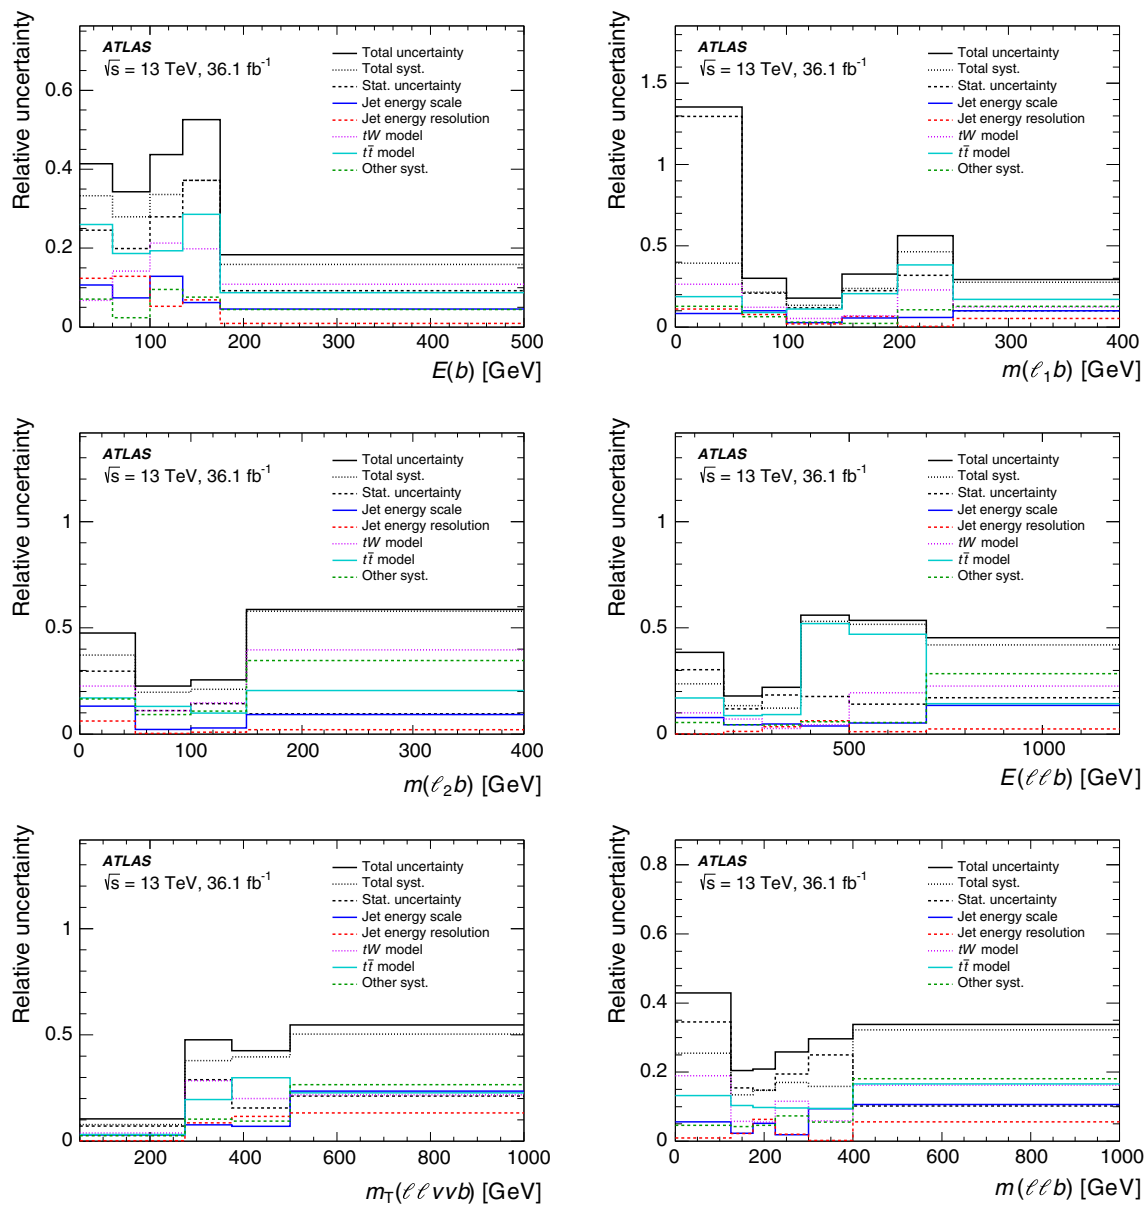 ATLAS
√s = 13 TeV, 36.1 fb⁻¹
Total uncertainty
Total syst.
Stat. uncertainty
Jet energy scale
Jet energy resolution
tW model
tt̄ model
Other syst.
Relative uncertainty
0.6
0.4
0.2
0
100 200 300 400 500
E(b) [GeV]
ATLAS
√s = 13 TeV, 36.1 fb⁻¹
Total uncertainty
Total syst.
Stat. uncertainty
Jet energy scale
Jet energy resolution
tW model
tt̄ model
Other syst.
Relative uncertainty
1.5
1
0.5
0
0 100 200 300 400
m(ℓ₁b) [GeV]
ATLAS
√s = 13 TeV, 36.1 fb⁻¹
Total uncertainty
Total syst.
Stat. uncertainty
Jet energy scale
Jet energy resolution
tW model
tt̄ model
Other syst.
Relative uncertainty
1
0.5
0
0 100 200 300 400
m(ℓ₂b) [GeV]
ATLAS
√s = 13 TeV, 36.1 fb⁻¹
Total uncertainty
Total syst.
Stat. uncertainty
Jet energy scale
Jet energy resolution
tW model
tt̄ model
Other syst.
Relative uncertainty
1
0.5
0
500 1000
E(ℓℓb) [GeV]
ATLAS
√s = 13 TeV, 36.1 fb⁻¹
Total uncertainty
Total syst.
Stat. uncertainty
Jet energy scale
Jet energy resolution
tW model
tt̄ model
Other syst.
Relative uncertainty
1
0.5
0
200 400 600 800 1000
m_T(ℓℓννb) [GeV]
ATLAS
√s = 13 TeV, 36.1 fb⁻¹
Total uncertainty
Total syst.
Stat. uncertainty
Jet energy scale
Jet energy resolution
tW model
tt̄ model
Other syst.
Relative uncertainty
0.8
0.6
0.4
0.2
0
0 200 400 600 800 1000
m(ℓℓb) [GeV]